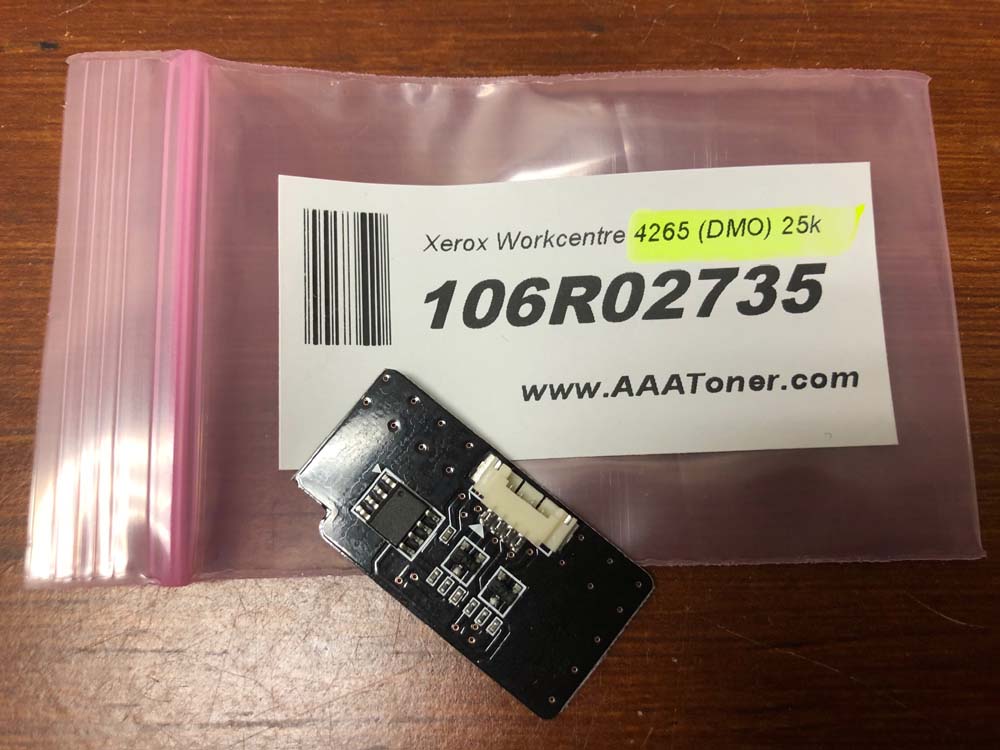 Xerox Workcentre 4265 (DMO) 25k
106R02735
www.AAAToner.com